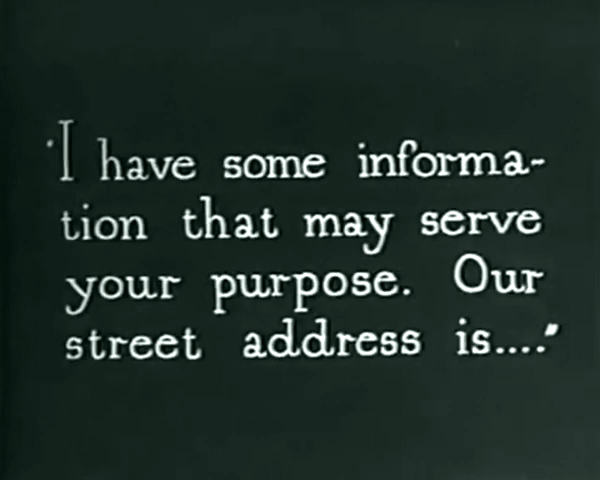 "I have some informa-
tion that may serve
your purpose. Our
street address is...."